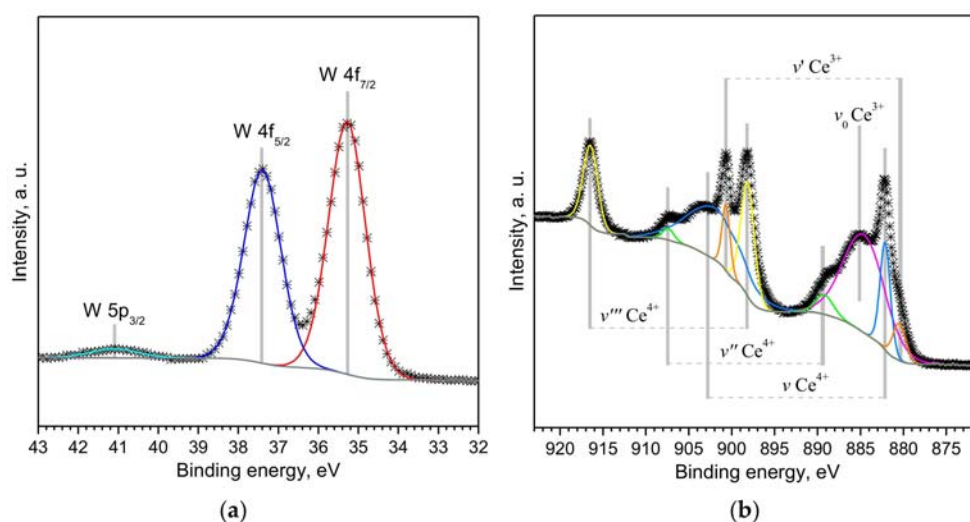 W 4f7/2
W 4f5/2
W 5p3/2
Intensity, a. u.
43 42 41 40 39 38 37 36 35 34 33 32
Binding energy, eV
(a)
v' Ce3+
v0 Ce3+
v''' Ce4+
v'' Ce4+
v Ce4+
Intensity, a. u.
920 915 910 905 900 895 890 885 880 875
Binding energy, eV
(b)